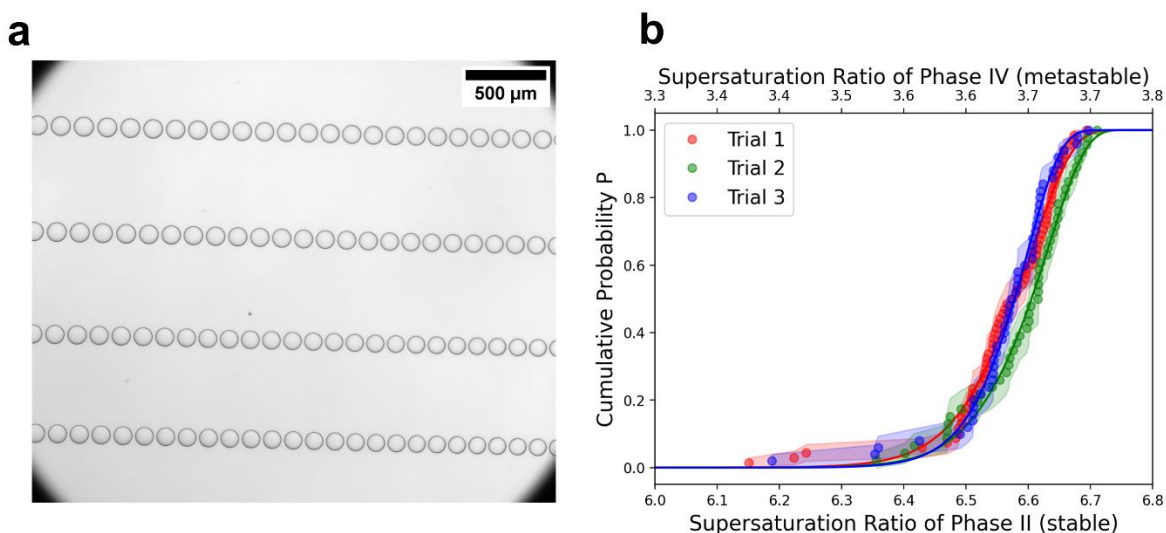 a
500 µm
b
Supersaturation Ratio of Phase IV (metastable)
3.3 3.4 3.4 3.5 3.6 3.6 3.7 3.7 3.8
Cumulative Probability P
1.0
0.8
0.6
0.4
0.2
0.0
Trial 1
Trial 2
Trial 3
6.0 6.1 6.2 6.3 6.4 6.5 6.6 6.7 6.8
Supersaturation Ratio of Phase II (stable)